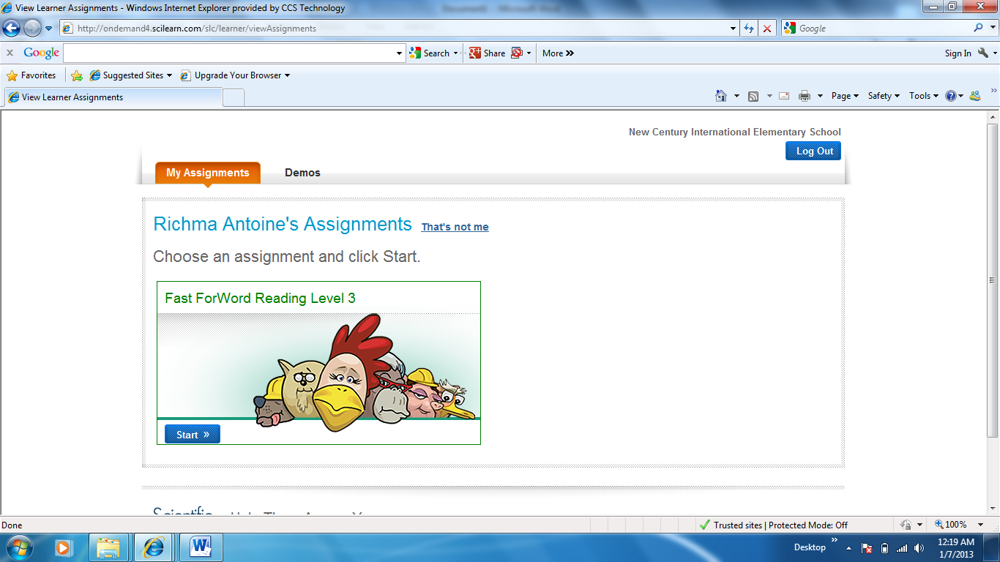 View Learner Assignments - Windows Internet Explorer provided by CCS Technology
http://ondemand4.scilearn.com/slc/learner/viewAssignments
Google
Google Search Share More »
Sign In
Favorites Suggested Sites Upgrade Your Browser
View Learner Assignments
Page Safety Tools
New Century International Elementary School
Log Out
My Assignments Demos
Richma Antoine's Assignments That's not me
Choose an assignment and click Start.
Fast ForWord Reading Level 3
Start »
Scientific
Done
Trusted sites | Protected Mode: Off
100%
Desktop
12:19 AM
1/7/2013